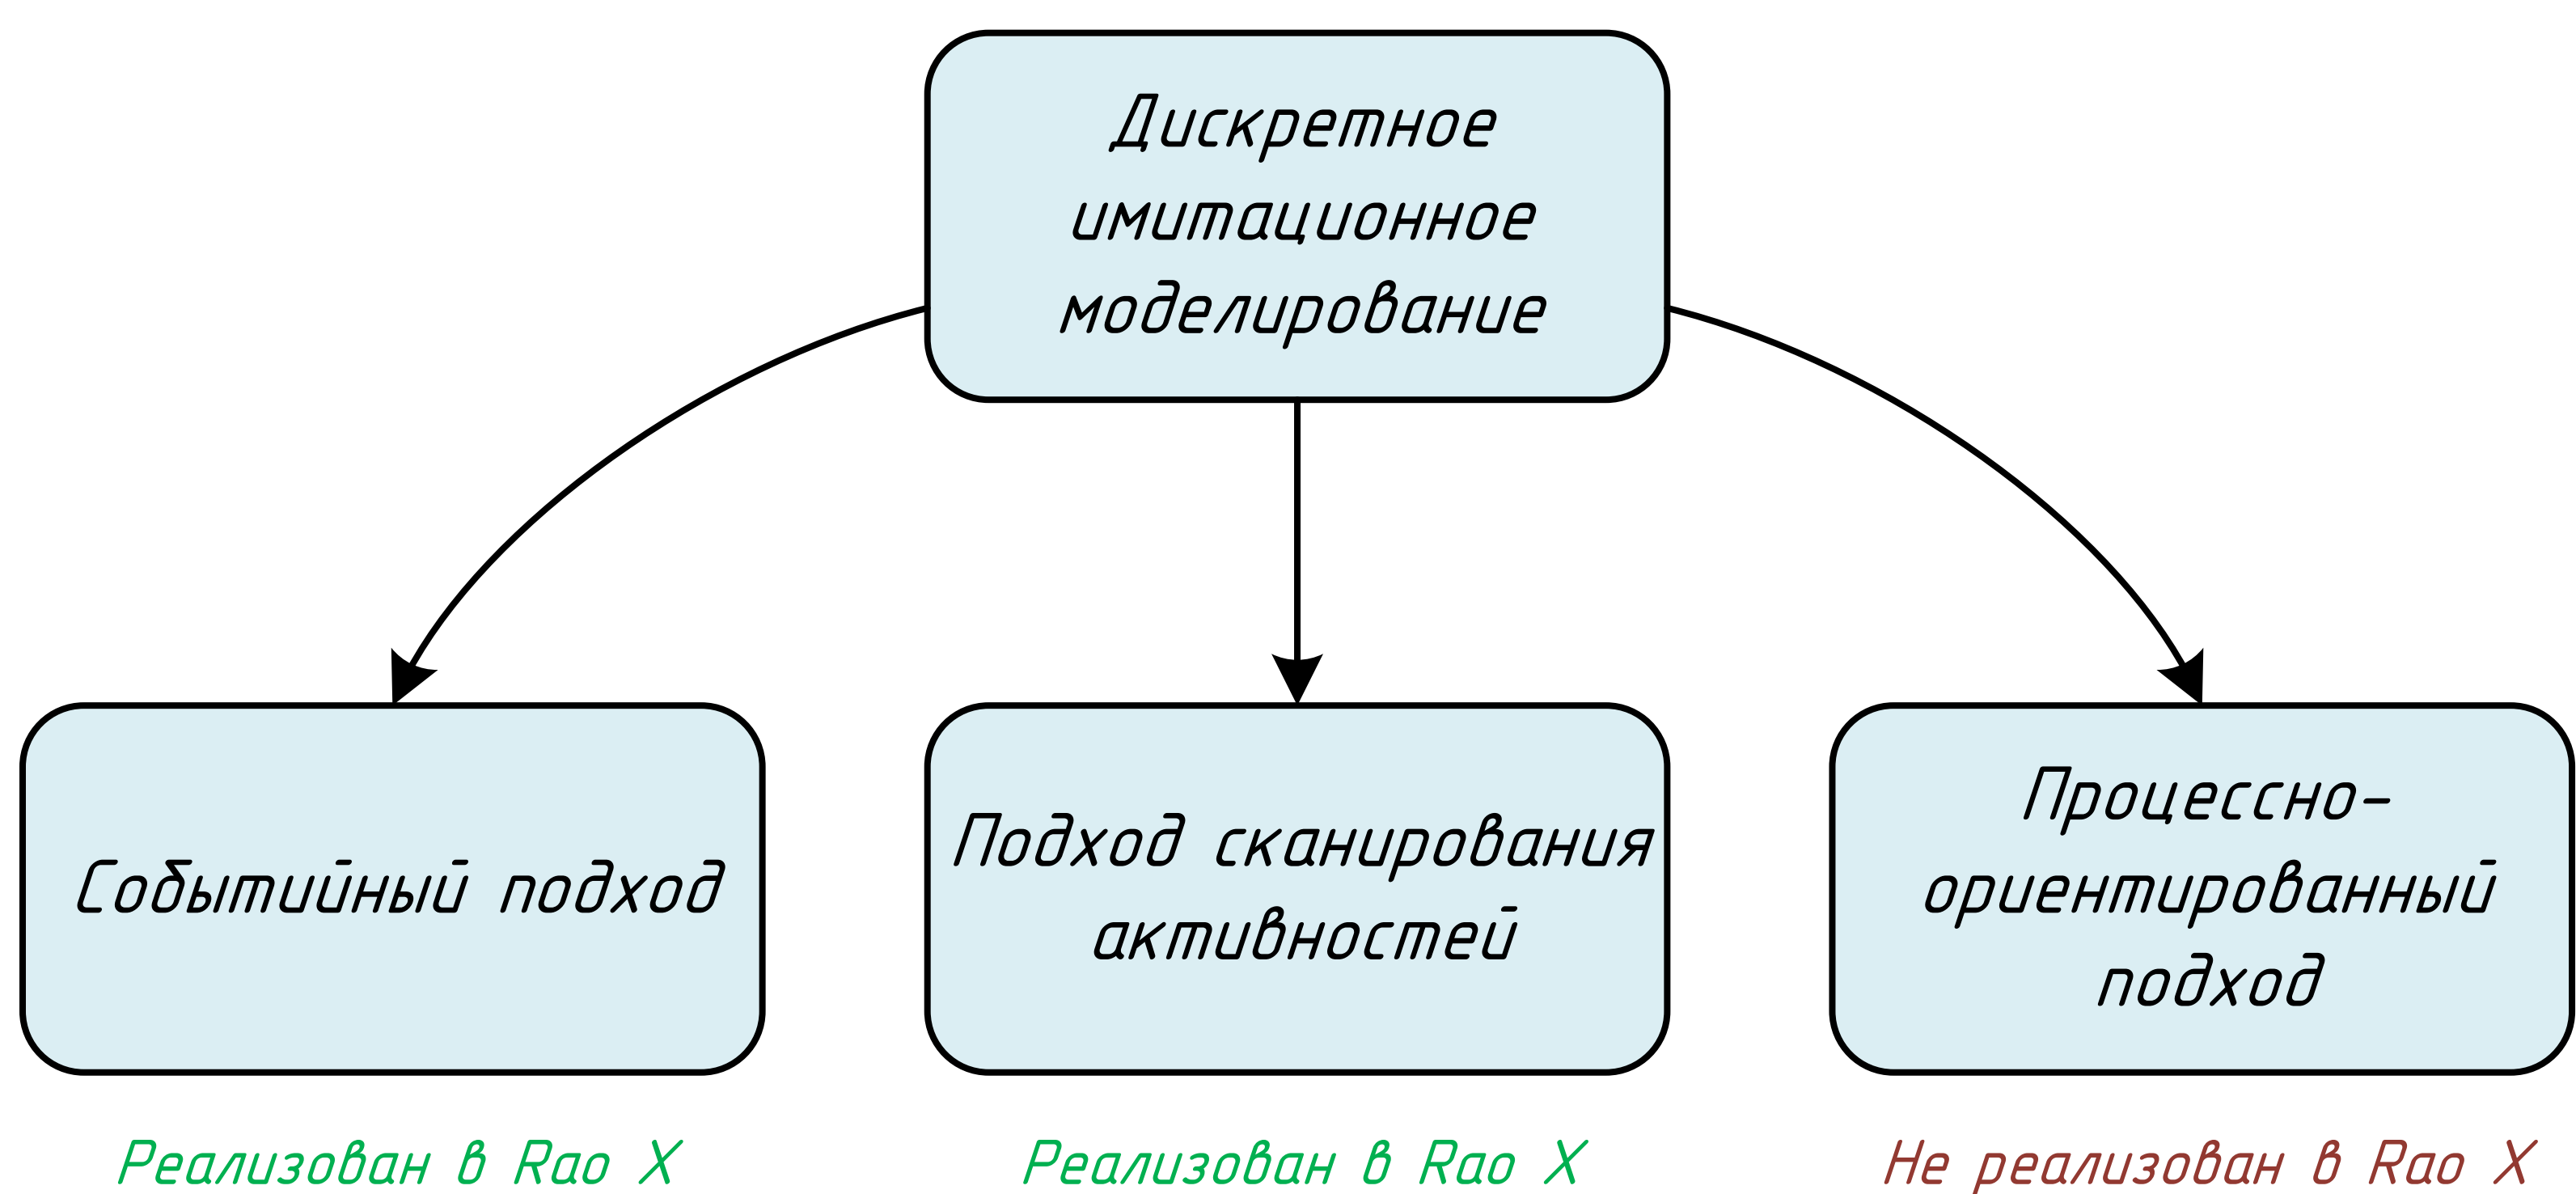 Дискретное
имитационное
моделирование
Событийный подход
Подход сканирования
активностей
Процессно-
ориентированный
подход
Реализован в Rao X
Реализован в Rao X
Не реализован в Rao X